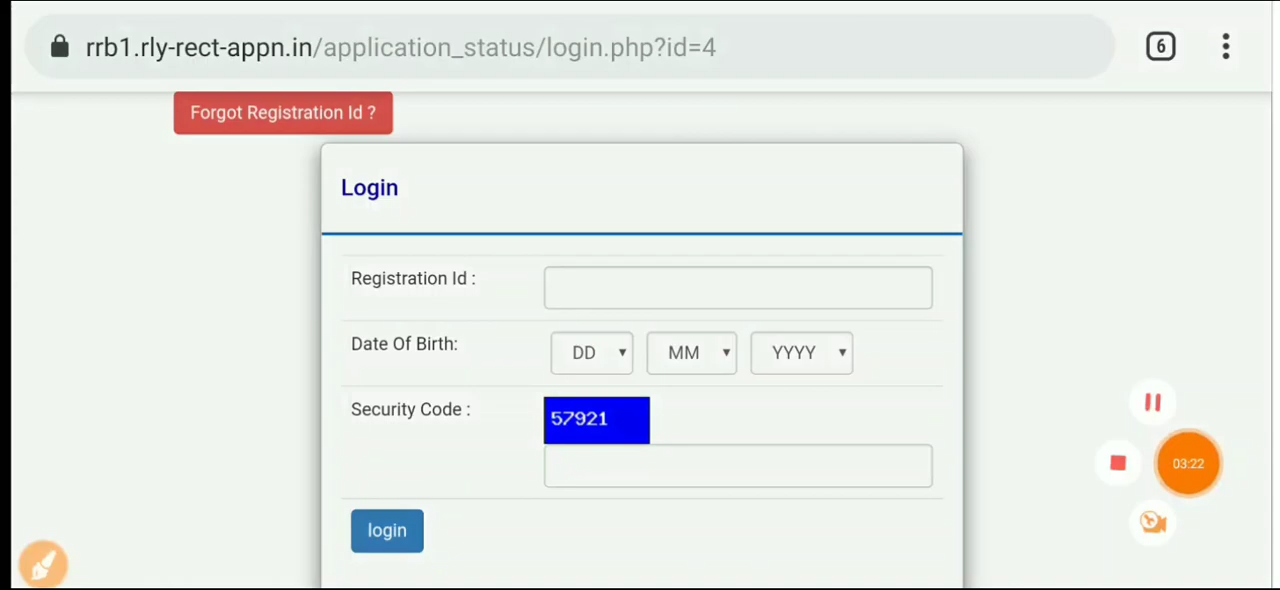 rrb1.rly-rect-appn.in/application_status/login.php?id=4
6
Forgot Registration Id ?
Login
Registration Id :
Date Of Birth:
DD MM YYYY
Security Code :
57921
login
03:22